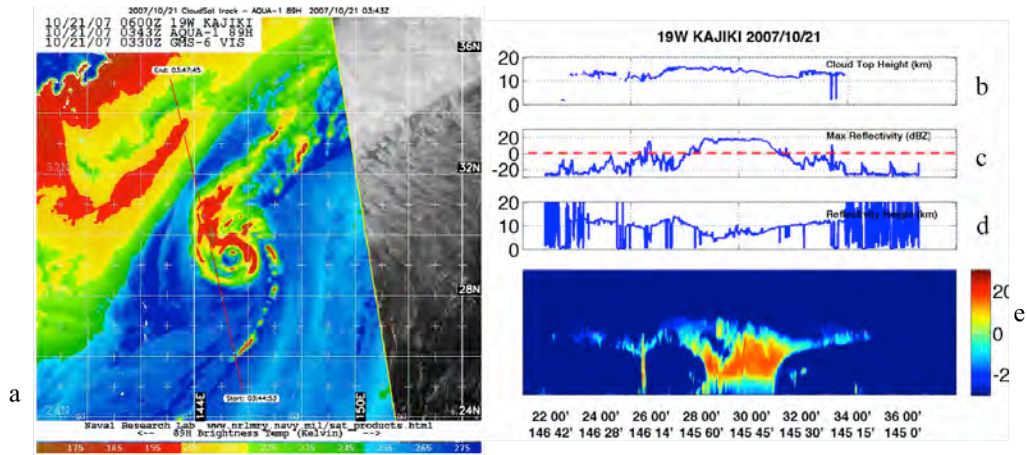 2007/10/21 CloudSat track - AQUA-1 89H 2007/10/21 03:43Z
10/21/07 0600Z 19W KAJIKI
10/21/07 0343Z AQUA-1 89H
10/21/07 0330Z GMS-6 VIS
36N
End: 03:47:45
32N
32N
28N
28N
24N
24N
144E
150E
Start: 03:44:53
Naval Research Lab www.nrlmry.navy.mil/sat_products.html
<-- 89H Brightness Temp (Kelvin) -->
175 185 195 205 215 225 235 245 255 265 275
a
19W KAJIKI 2007/10/21
Cloud Top Height (km)
20
10
0
b
Max Reflectivity (dBZ)
20
0
-20
c
Reflectivity Height (km)
20
10
0
d
20
0
-2
e
22 00' 24 00' 26 00' 28 00' 30 00' 32 00' 34 00' 36 00'
146 42' 146 28' 146 14' 145 60' 145 45' 145 30' 145 15' 145 0'